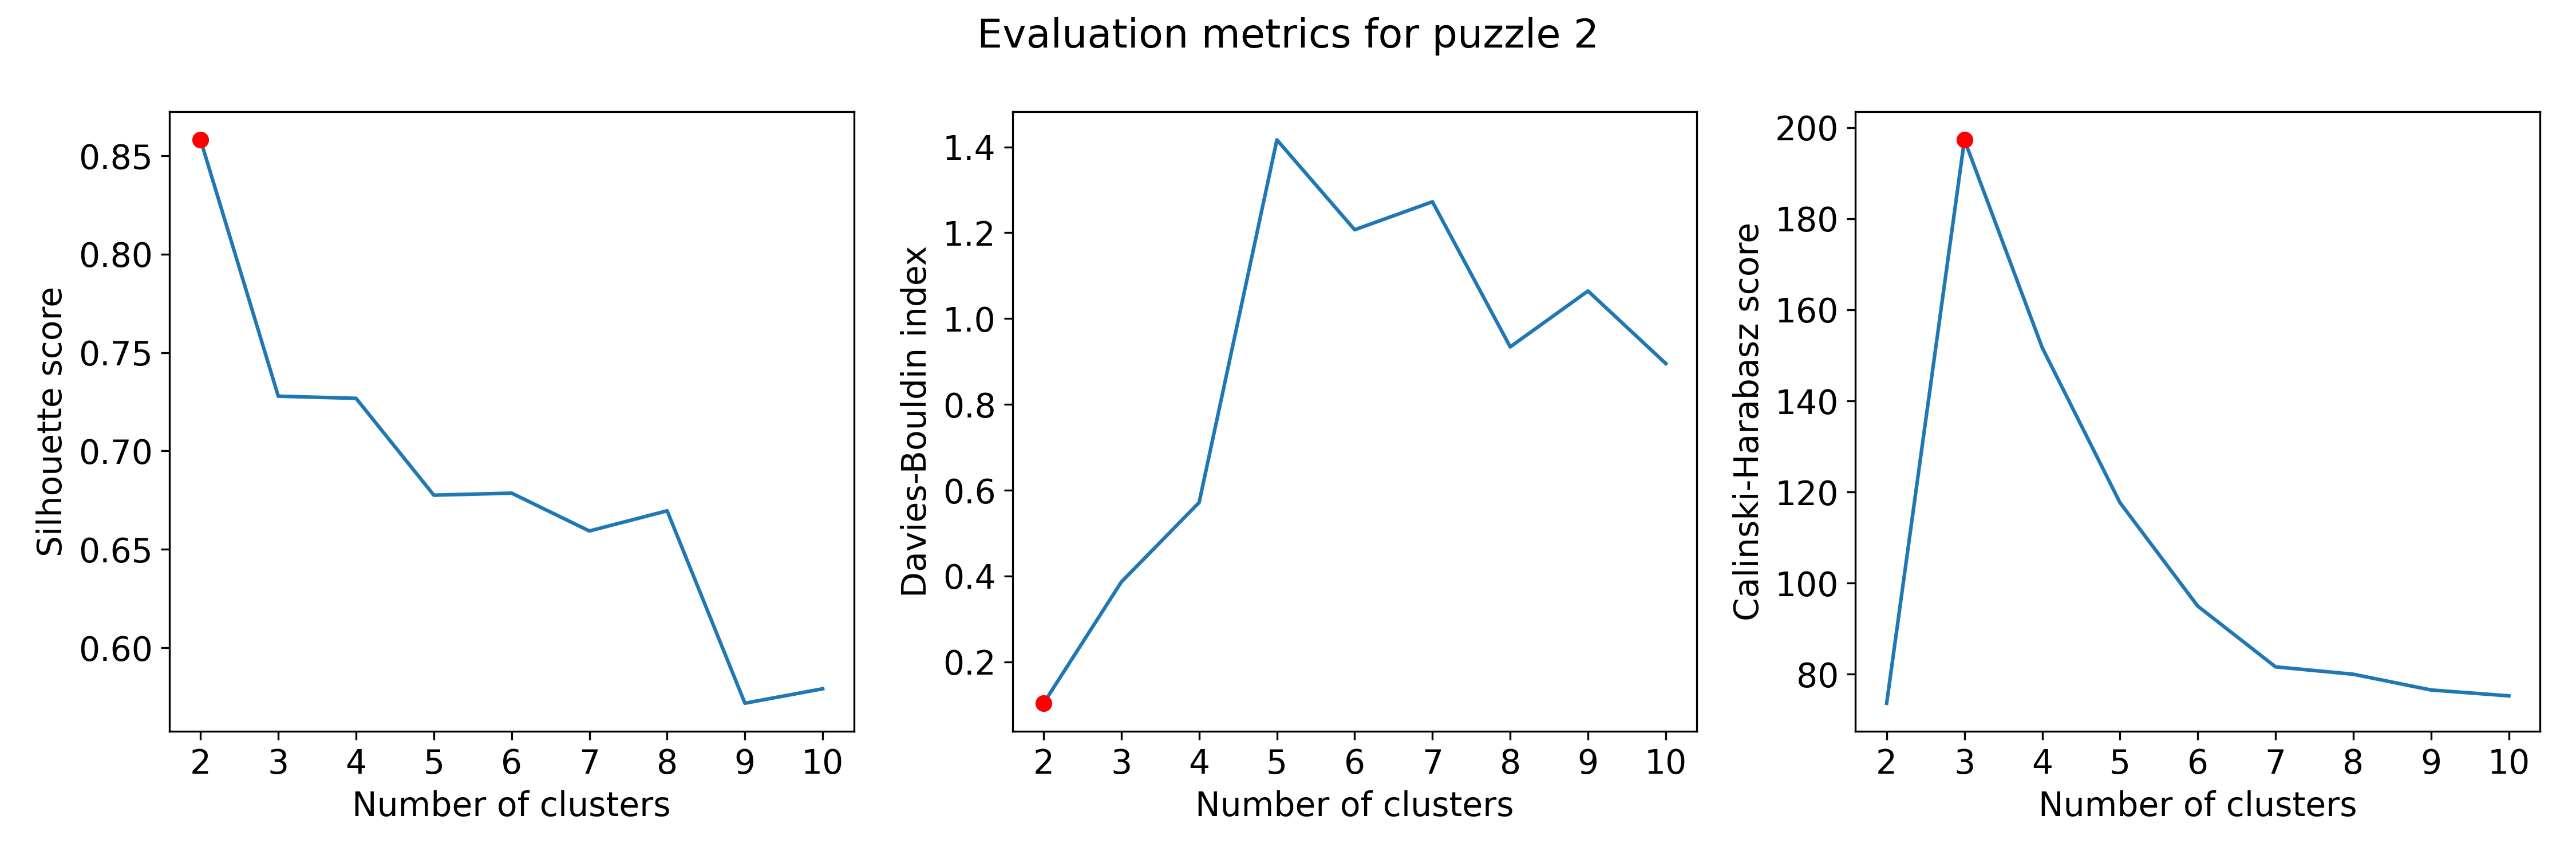 Evaluation metrics for puzzle 2
Silhouette score
0.85
0.80
0.75
0.70
0.65
0.60
2 3 4 5 6 7 8 9 10
Number of clusters
Davies-Bouldin index
1.4
1.2
1.0
0.8
0.6
0.4
0.2
2 3 4 5 6 7 8 9 10
Number of clusters
Calinski-Harabasz score
200
180
160
140
120
100
80
2 3 4 5 6 7 8 9 10
Number of clusters